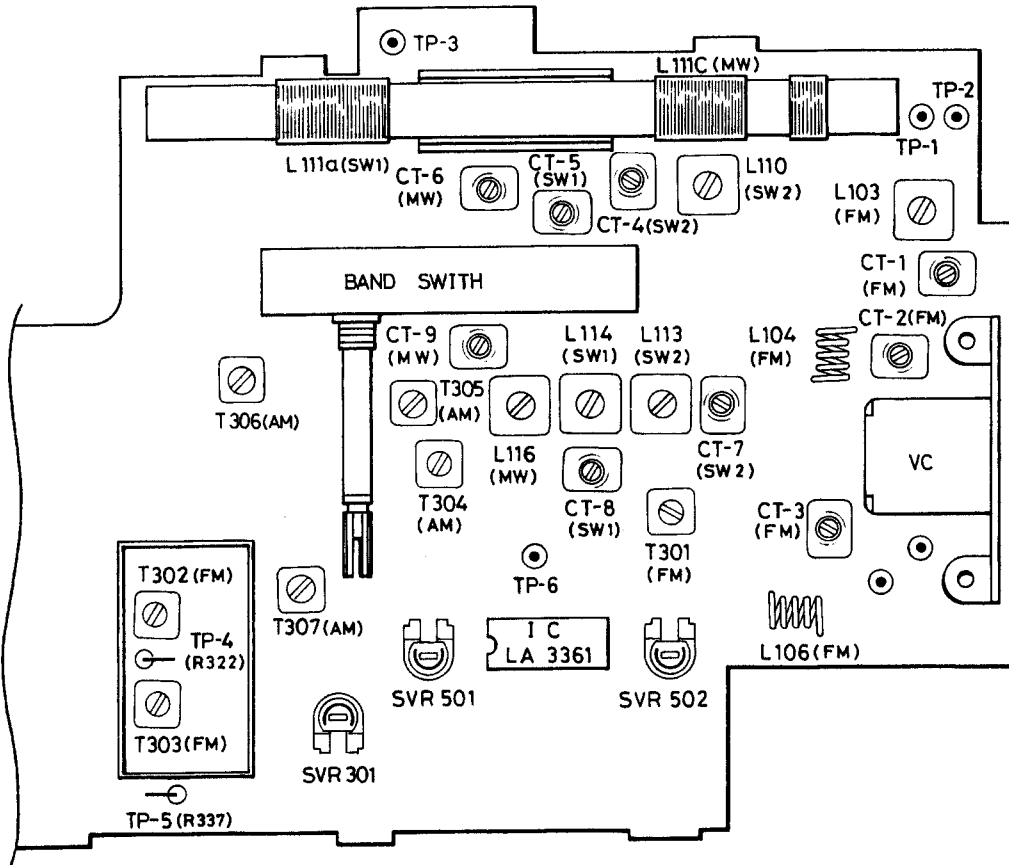 TP-3
L111C (MW)
TP-2
TP-1
L111a (SW1)
CT-6
(MW)
CT-5
(SW1)
CT-4 (SW2)
L110
(SW2)
L103
(FM)
BAND SWITH
CT-1
(FM)
CT-2 (FM)
CT-9
(MW)
L114
(SW1)
L113
(SW2)
L104
(FM)
T306 (AM)
T305
(AM)
L116
(MW)
CT-7
(SW2)
VC
T304
(AM)
CT-8
(SW1)
T301
(FM)
CT-3
(FM)
TP-6
T302 (FM)
TP-4
(R322)
T303 (FM)
T307 (AM)
I C
LA 3361
L106 (FM)
SVR 501
SVR 502
SVR 301
TP-5 (R337)